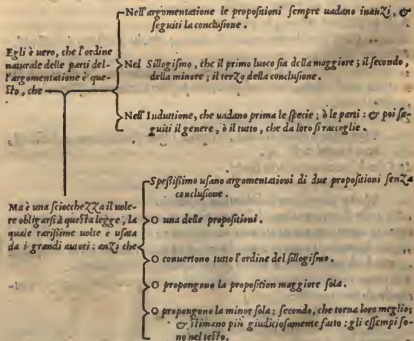 Nell'argomentatione le propositioni sempre uadano inanzi, &
seguiti la conclusione.
Egli è uero, che l'ordine
naturale delle parti del-
l'argomentatione è que-
sto, che
Nel Sillogismo, che il primo luoco sia della maggiore; il secondo,
della minore; il terzo della conclusione.
Nell'Induttione, che uadano prima le specie; ò le parti: & poi se-
guiti il genere, ò il tutto, che da loro si raccoglie.
Ma è una sciocchezza il uole-
re obligarsi à questa legge, la
quale rarissime uolte è usata
da i grandi autori: anzi che
Spessissimo usano argomentationi di due propositioni senza
conclusione.
O una delle propositioni.
O conuertono tutto l'ordine del sillogismo.
O propongono la proposition maggiore sola.
O propongono la minor sola; secondo, che torna loro meglio;
& stimano più giudiciosamente fatto: gli essempi so-
no nel testo.